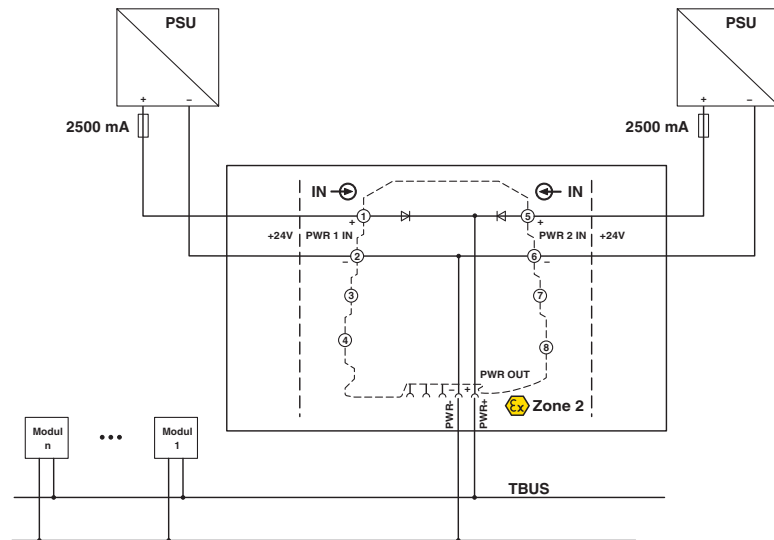 PSU PSU
+ − + −
2500 mA 2500 mA
IN IN
1 5
+ +
+24V PWR 1 IN PWR 2 IN +24V
− 2 6 −
3 7
4 8
PWR OUT
− +
Ex Zone 2
PWR- PWR+
Modul n ••• Modul 1
TBUS